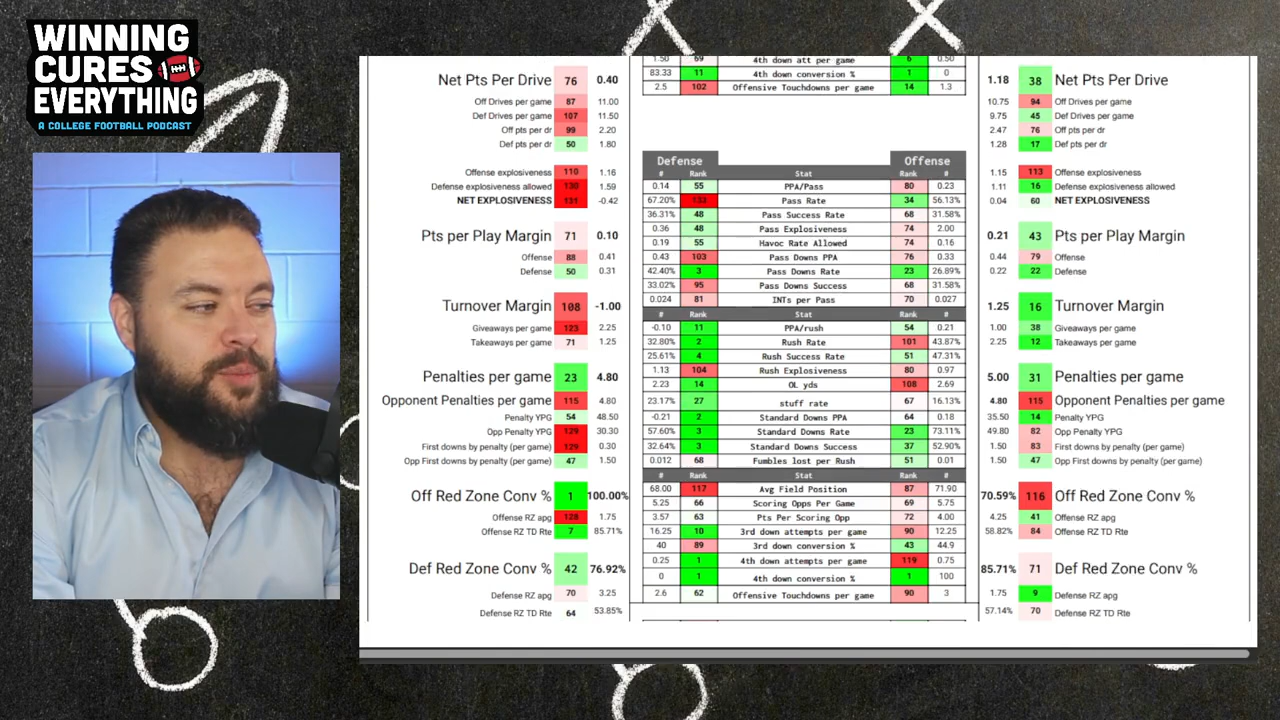 WINNING
CURES
EVERYTHING
A COLLEGE FOOTBALL PODCAST
1.50 69 4th down att per game 6 0.50
Net Pts Per Drive 76 0.40 83.33 11 4th down conversion % 1 0 1.18 38 Net Pts Per Drive
2.5 102 Offensive Touchdowns per game 14 1.3
Off Drives per game 87 11.00 10.75 94 Off Drives per game
Def Drives per game 107 11.50 9.75 45 Def Drives per game
Off pts per dr 99 2.20 2.47 76 Off pts per dr
Def pts per dr 50 1.80 1.28 17 Def pts per dr
Defense Offense
# Rank Stat Rank #
Offense explosiveness 110 1.16 1.15 113 Offense explosiveness
Defense explosiveness allowed 130 1.59 0.14 55 PPA/Pass 80 0.23 1.11 16 Defense explosiveness allowed
NET EXPLOSIVENESS 131 -0.42 67.20% 133 Pass Rate 34 56.13% 0.04 60 NET EXPLOSIVENESS
36.31% 48 Pass Success Rate 68 31.58%
0.36 48 Pass Explosiveness 74 2.00
Pts per Play Margin 71 0.10 0.19 55 Havoc Rate Allowed 74 0.16 0.21 43 Pts per Play Margin
Offense 88 0.41 0.43 103 Pass Downs PPA 76 0.33 0.44 79 Offense
Defense 50 0.31 42.40% 3 Pass Downs Rate 23 26.89% 0.22 22 Defense
33.02% 95 Pass Downs Success 68 31.58%
0.024 81 INTs per Pass 70 0.027
Turnover Margin 108 -1.00 1.25 16 Turnover Margin
# Rank Stat Rank #
Giveaways per game 123 2.25 -0.10 11 PPA/rush 54 0.21 1.00 38 Giveaways per game
Takeaways per game 71 1.25 32.80% 2 Rush Rate 101 43.87% 2.25 12 Takeaways per game
25.61% 4 Rush Success Rate 51 47.31%
1.13 104 Rush Explosiveness 80 0.97
Penalties per game 23 4.80 2.23 14 OL yds 108 2.69 5.00 31 Penalties per game
Opponent Penalties per game 115 4.80 23.17% 27 stuff rate 67 16.13% 4.80 115 Opponent Penalties per game
Penalty YPG 54 48.50 -0.21 2 Standard Downs PPA 64 0.18 35.50 14 Penalty YPG
Opp Penalty YPG 129 30.30 57.60% 3 Standard Downs Rate 23 73.11% 49.80 82 Opp Penalty YPG
First downs by penalty (per game) 129 0.30 32.64% 3 Standard Downs Success 37 52.90% 1.50 83 First downs by penalty (per game)
Opp First downs by penalty (per game) 47 1.50 0.012 68 Fumbles lost per Rush 51 0.01 1.50 47 Opp First downs by penalty (per game)
# Rank Stat Rank #
68.00 117 Avg Field Position 87 71.90
Off Red Zone Conv % 1 100.00% 5.25 66 Scoring Opps Per Game 69 5.75 70.59% 116 Off Red Zone Conv %
Offense RZ apg 128 1.75 3.57 63 Pts Per Scoring Opp 72 4.00 4.25 41 Offense RZ apg
Offense RZ TD Rte 7 85.71% 16.25 10 3rd down attempts per game 90 12.25 58.82% 84 Offense RZ TD Rte
40 89 3rd down conversion % 43 44.9
0.25 1 4th down attempts per game 119 0.75
Def Red Zone Conv % 42 76.92% 0 1 4th down conversion % 1 100 85.71% 71 Def Red Zone Conv %
Defense RZ apg 70 3.25 2.6 62 Offensive Touchdowns per game 90 3 1.75 9 Defense RZ apg
Defense RZ TD Rte 64 53.85% 57.14% 70 Defense RZ TD Rte